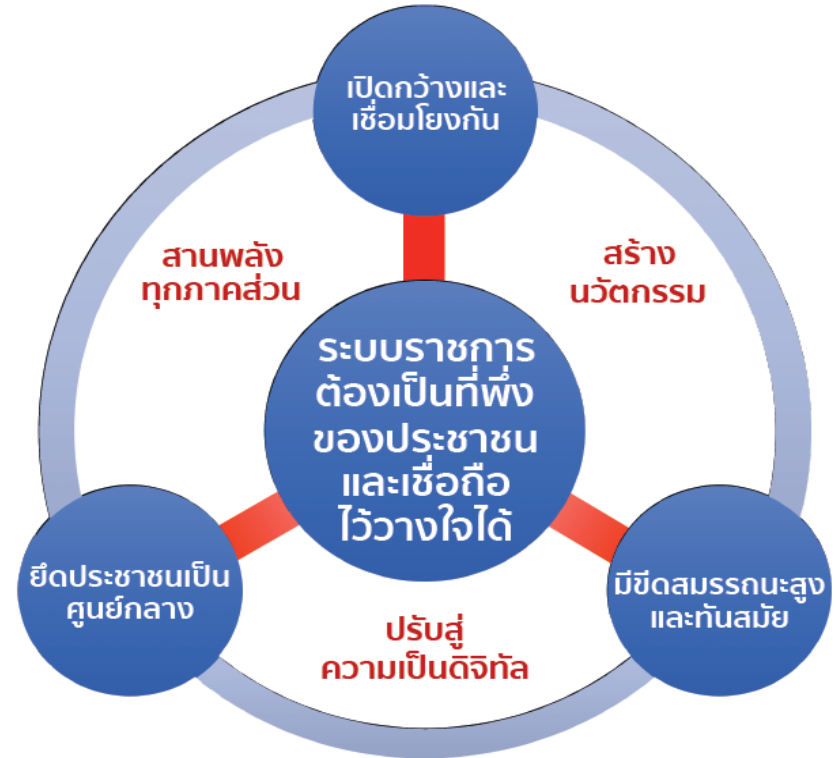 เปิดกว้างและ
เชื่อมโยงกัน
สานพลัง
ทุกภาคส่วน
สร้าง
นวัตกรรม
ระบบราชการ
ต้องเป็นที่พึ่ง
ของประชาชน
และเชื่อถือ
ไว้วางใจได้
ยึดประชาชนเป็น
ศูนย์กลาง
มีขีดสมรรถนะสูง
และทันสมัย
ปรับสู่
ความเป็นดิจิทัล